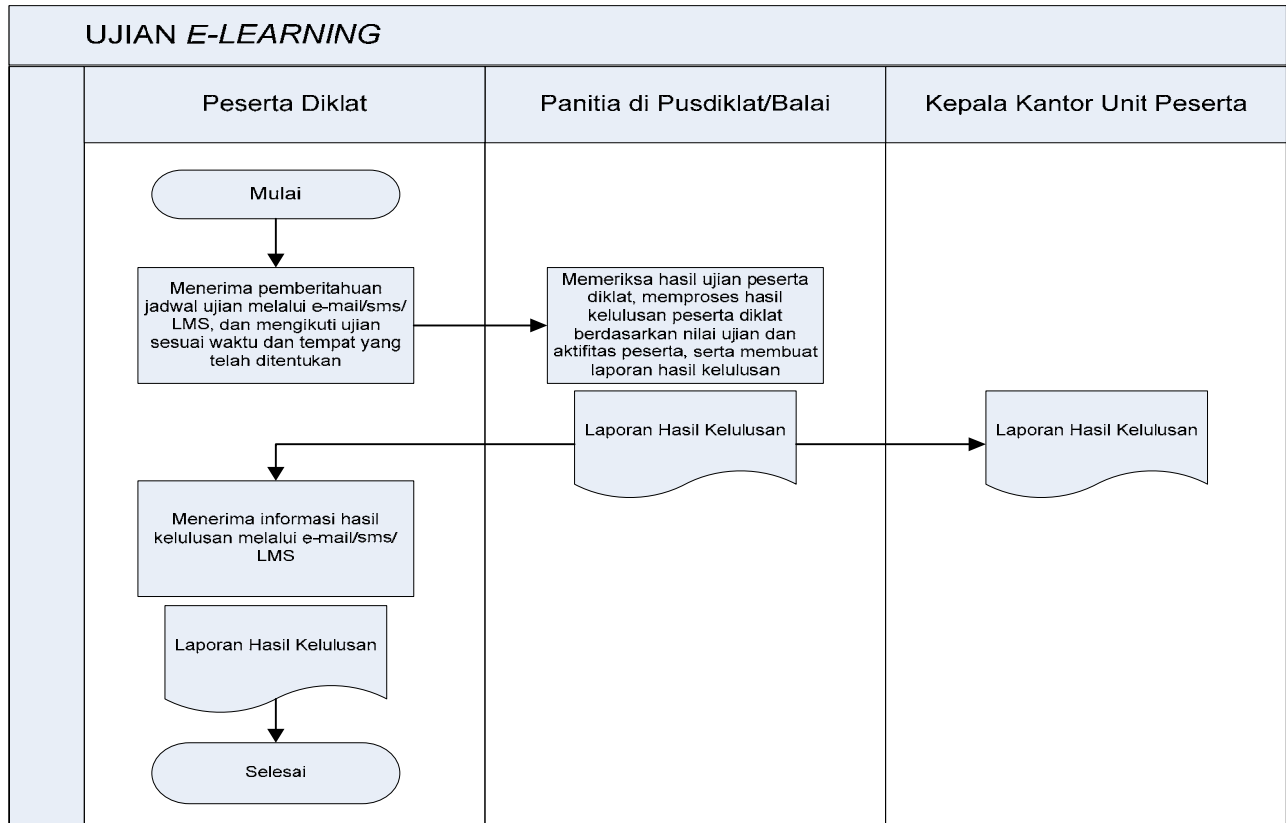 UJIAN E-LEARNING
Peserta Diklat
Panitia di Pusdiklat/Balai
Kepala Kantor Unit Peserta
Mulai
Menerima pemberitahuan
jadwal ujian melalui e-mail/sms/
LMS, dan mengikuti ujian
sesuai waktu dan tempat yang
telah ditentukan
Memeriksa hasil ujian peserta
diklat, memproses hasil
kelulusan peserta diklat
berdasarkan nilai ujian dan
aktifitas peserta, serta membuat
laporan hasil kelulusan
Laporan Hasil Kelulusan
Laporan Hasil Kelulusan
Menerima informasi hasil
kelulusan melalui e-mail/sms/
LMS
Laporan Hasil Kelulusan
Selesai